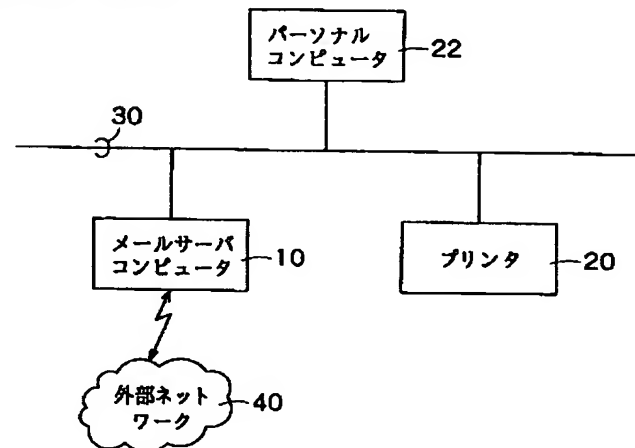 パーソナル
コンピュータ
22
30
メールサーバ
コンピュータ
10
プリンタ
20
外部ネット
ワーク
40